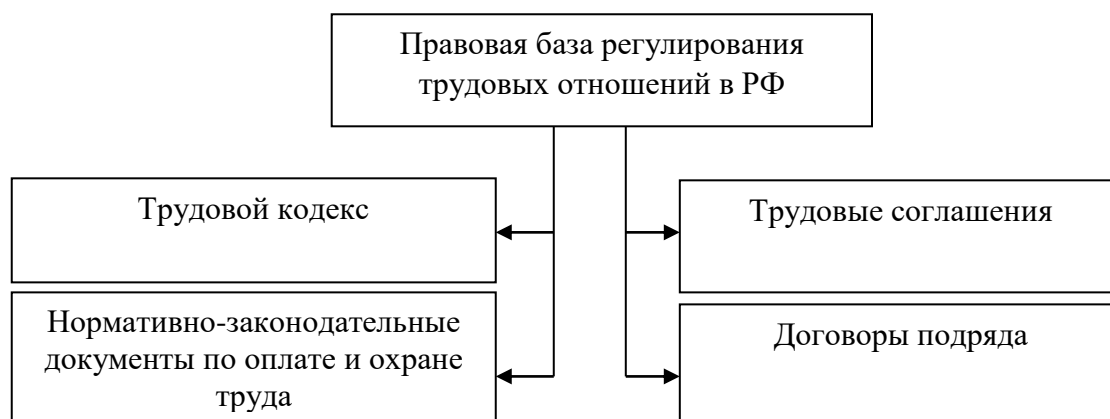 Правовая база регулирования
трудовых отношений в РФ
Трудовой кодекс
Трудовые соглашения
Нормативно-законодательные
документы по оплате и охране
труда
Договоры подряда